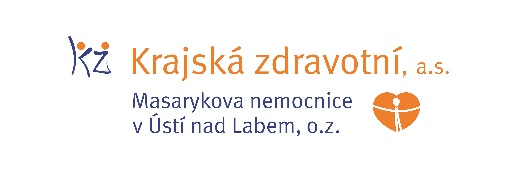 kz Krajská zdravotní, a.s.
Masarykova nemocnice
v Ústí nad Labem, o.z.